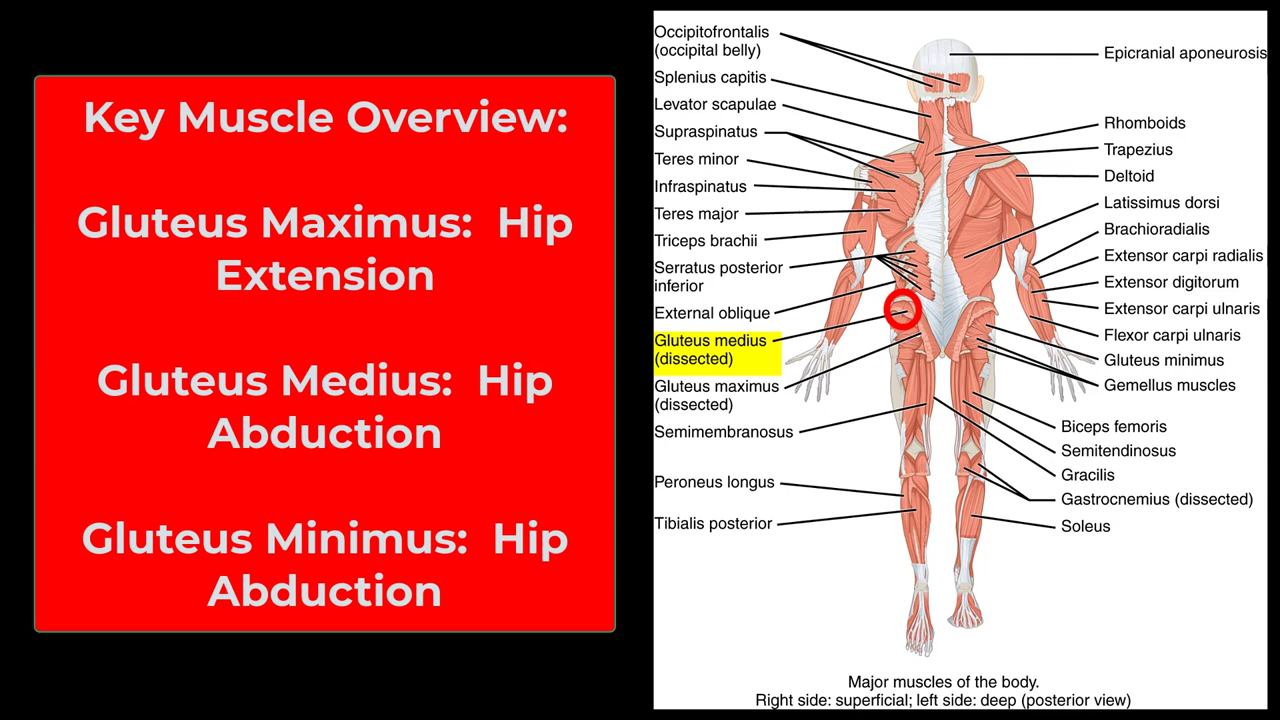 Key Muscle Overview:
Gluteus Maximus:  Hip
Extension
Gluteus Medius:  Hip
Abduction
Gluteus Minimus:  Hip
Abduction
Occipitofrontalis
(occipital belly)
Splenius capitis
Levator scapulae
Supraspinatus
Teres minor
Infraspinatus
Teres major
Triceps brachii
Serratus posterior
inferior
External oblique
Gluteus medius
(dissected)
Gluteus maximus
(dissected)
Semimembranosus
Peroneus longus
Tibialis posterior
Epicranial aponeurosis
Rhomboids
Trapezius
Deltoid
Latissimus dorsi
Brachioradialis
Extensor carpi radialis
Extensor digitorum
Extensor carpi ulnaris
Flexor carpi ulnaris
Gluteus minimus
Gemellus muscles
Biceps femoris
Semitendinosus
Gracilis
Gastrocnemius (dissected)
Soleus
Major muscles of the body.
Right side: superficial; left side: deep (posterior view)